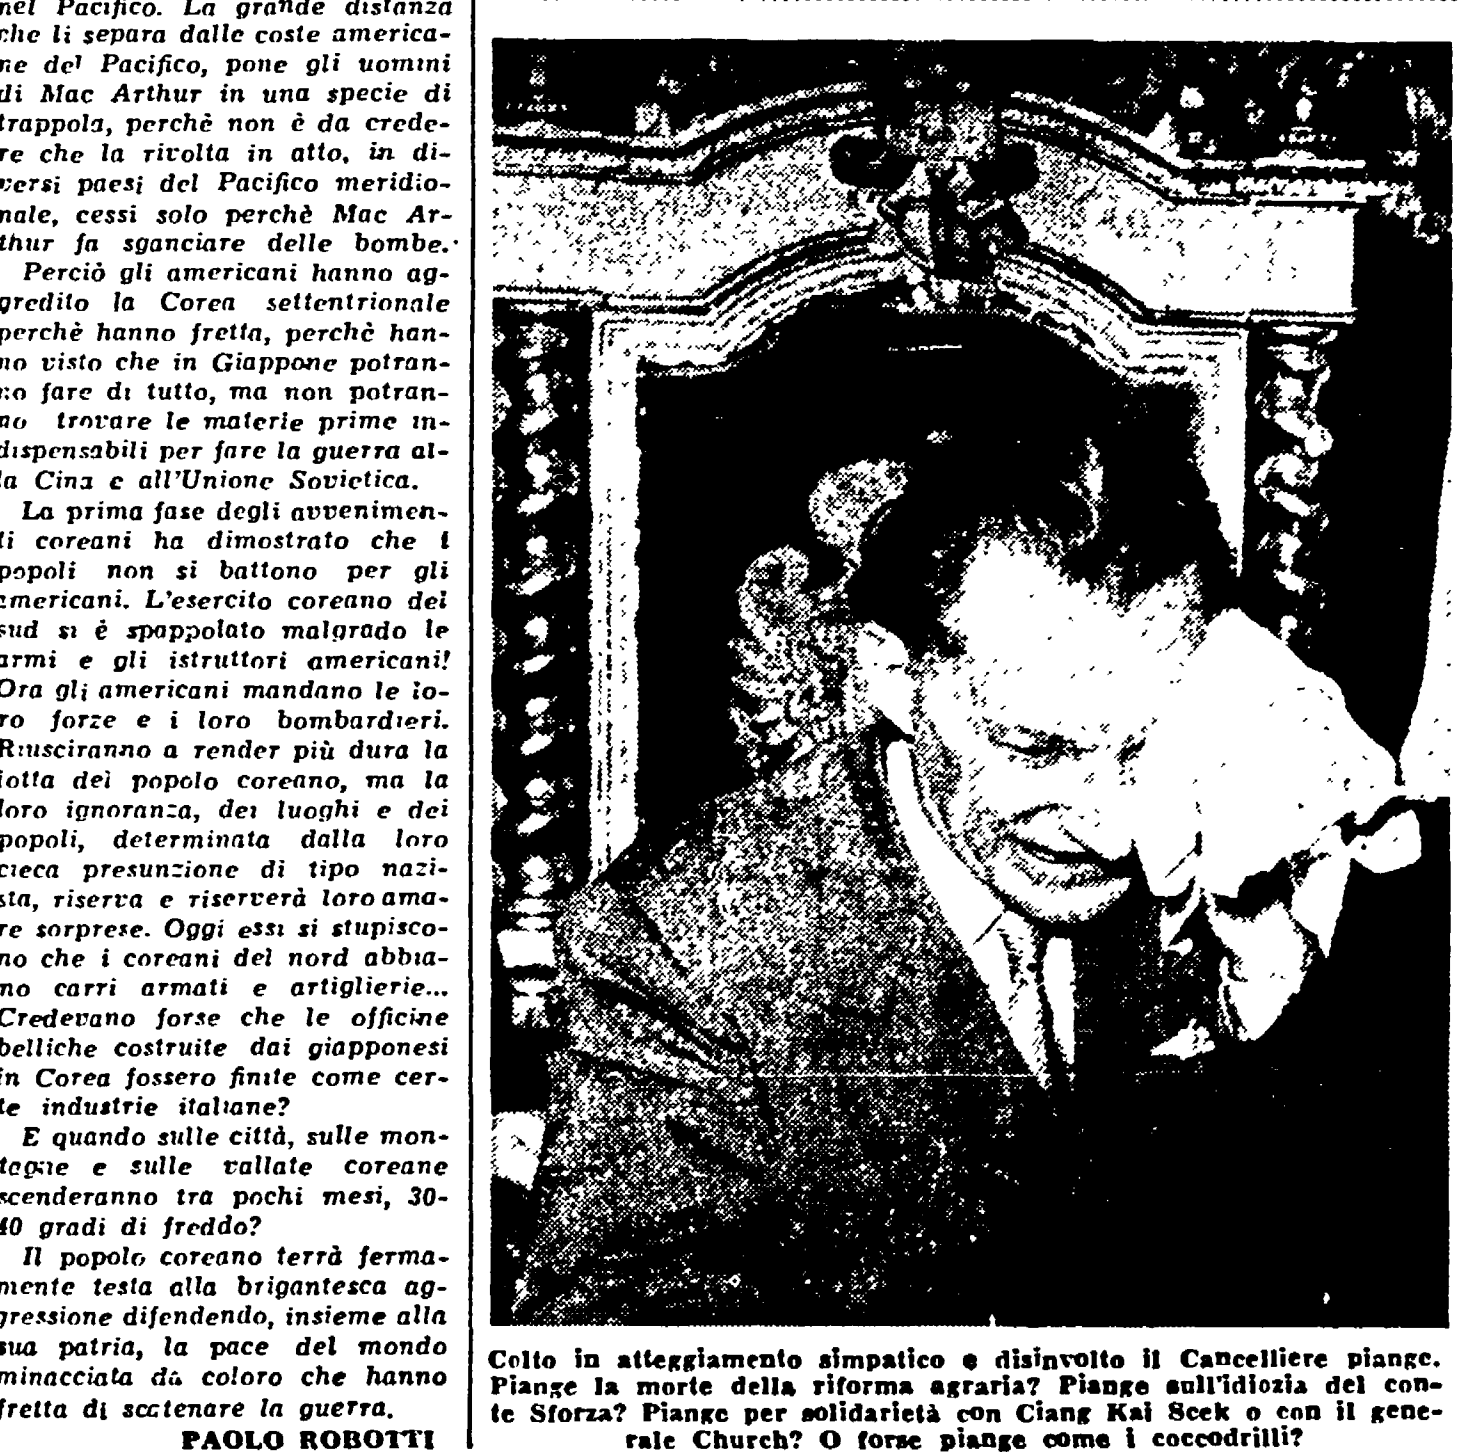 nel Pacifico. La grande distanza
che li separa dalle coste america-
ne del Pacifico, pone gli uomini
di Mac Arthur in una specie di
trappola, perchè non è da crede-
re che la rivolta in atto, in di-
versi paesi del Pacifico meridio-
nale, cessi solo perchè Mac Ar-
thur fa sganciare delle bombe.
Perciò gli americani hanno ag-
gredito la Corea settentrionale
perchè hanno fretta, perchè han-
no visto che in Giappone potran-
no fare di tutto, ma non potran-
no trovare le materie prime in-
dispensabili per fare la guerra al-
la Cina e all'Unione Sovietica.
La prima fase degli avvenimen-
ti coreani ha dimostrato che i
popoli non si battono per gli
americani. L'esercito coreano del
sud si è spappolato malgrado le
armi e gli istruttori americani!
Ora gli americani mandano le lo-
ro forze e i loro bombardieri.
Riusciranno a render più dura la
lotta del popolo coreano, ma la
loro ignoranza, dei luoghi e dei
popoli, determinata dalla loro
cieca presunzione di tipo nazi-
sta, riserva e riserverà loro ama-
re sorprese. Oggi essi si stupisco-
no che i coreani del nord abbia-
no carri armati e artiglierie...
Credevano forse che le officine
belliche costruite dai giapponesi
in Corea fossero finite come cer-
te industrie italiane?
E quando sulle città, sulle mon-
tagne e sulle vallate coreane
scenderanno tra pochi mesi, 30-
40 gradi di freddo?
Il popolo coreano terrà ferma-
mente testa alla brigantesca ag-
gressione difendendo, insieme alla
sua patria, la pace del mondo
minacciata da coloro che hanno
fretta di scatenare la guerra.
PAOLO ROBOTTI
Colto in atteggiamento simpatico e disinvolto il Cancelliere piange.
Piange la morte della riforma agraria? Piange sull'idiozia del con-
te Sforza? Piange per solidarietà con Ciang Kai Seek o con il gene-
rale Church? O forse piange come i coccodrilli?